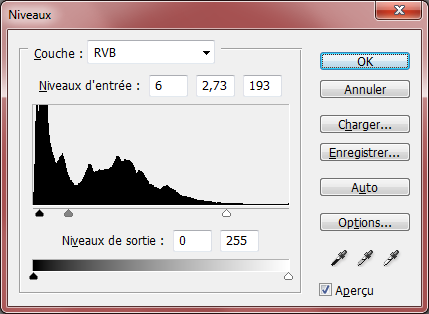 Niveaux
Couche : RVB
OK
Niveaux d'entrée : 6 2,73 193
Annuler
Charger...
Enregistrer...
Auto
Options...
Niveaux de sortie : 0 255
Aperçu